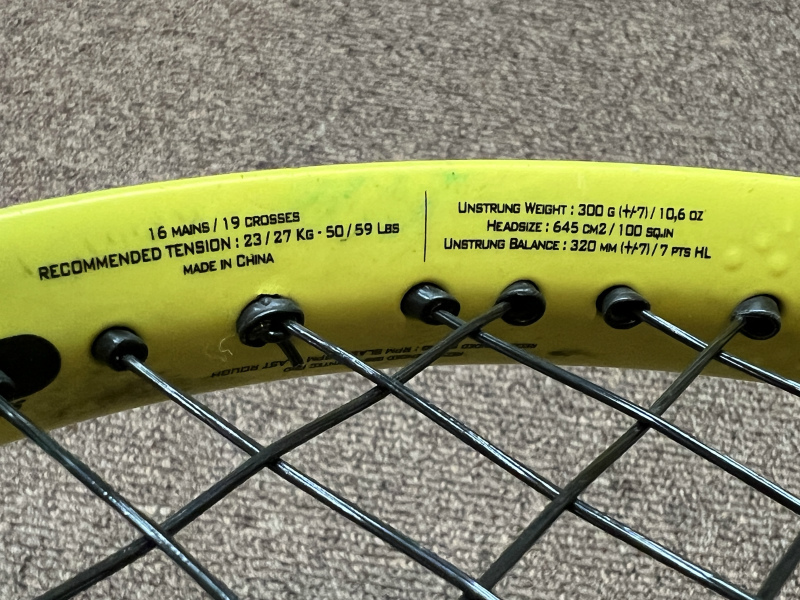 16 MAINS / 19 CROSSES
RECOMMENDED TENSION : 23 / 27 KG - 50 / 59 LBS
MADE IN CHINA
UNSTRUNG WEIGHT : 300 G (+/-7) / 10,6 OZ
HEADSIZE : 645 CM2 / 100 SQ.IN
UNSTRUNG BALANCE : 320 MM (+/-7) / 7 PTS HL